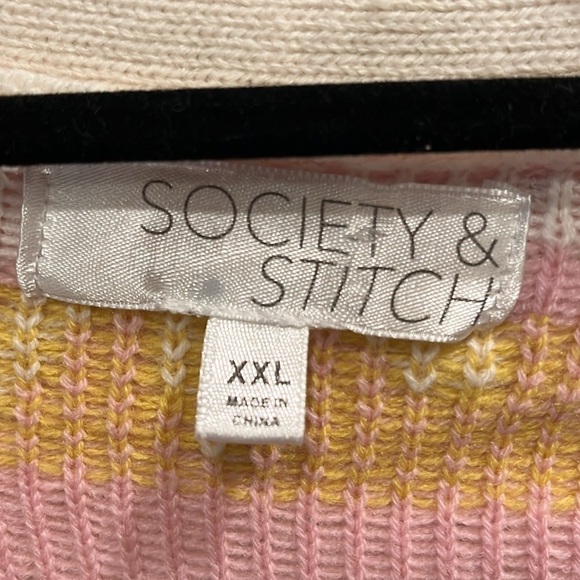 SOCIETY &
STITCH
XXL
MADE IN
CHINA